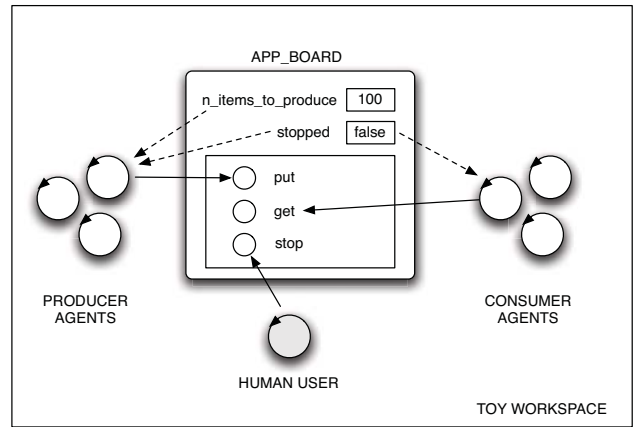 APP_BOARD
n_items_to_produce 100
stopped false
put
get
stop
PRODUCER
AGENTS
CONSUMER
AGENTS
HUMAN USER
TOY WORKSPACE